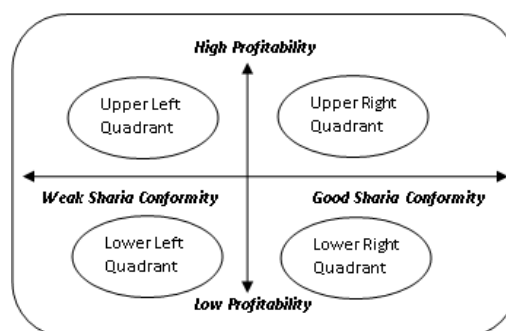 High Profitability
Upper Left
Quadrant
Upper Right
Quadrant
Weak Sharia Conformity
Good Sharia Conformity
Lower Left
Quadrant
Lower Right
Quadrant
Low Profitability